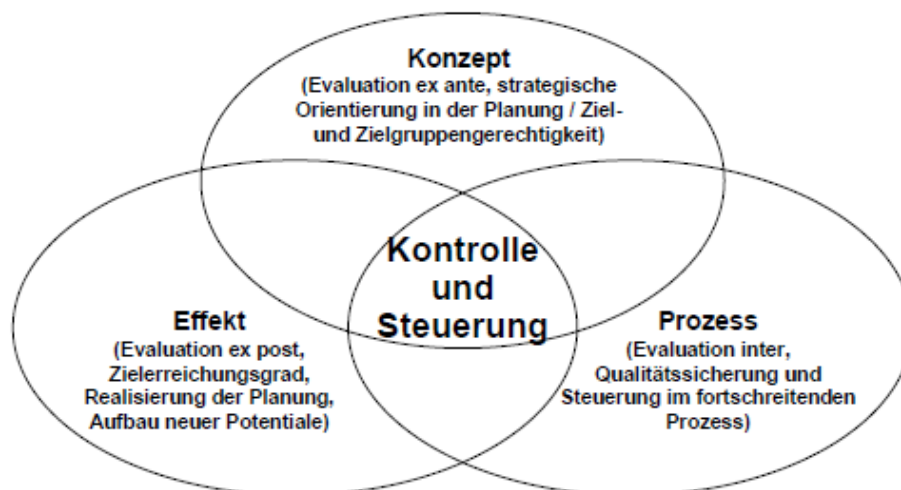 Konzept
(Evaluation ex ante, strategische
Orientierung in der Planung / Ziel-
und Zielgruppengerechtigkeit)
Kontrolle
und
Steuerung
Effekt
(Evaluation ex post,
Zielerreichungsgrad,
Realisierung der Planung,
Aufbau neuer Potentiale)
Prozess
(Evaluation inter,
Qualitätssicherung und
Steuerung im fortschreitenden
Prozess)